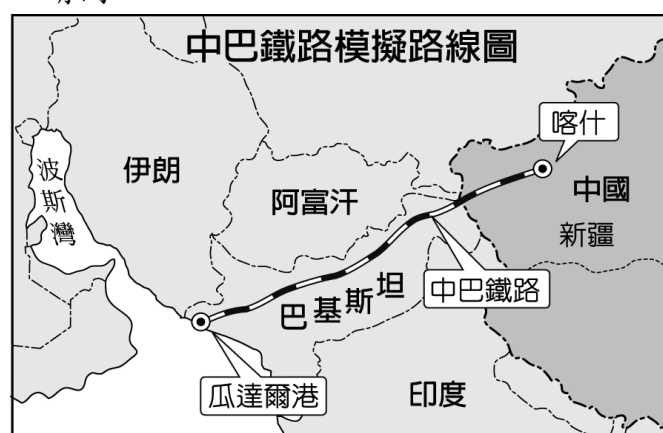 中巴鐵路模擬路線圖
喀什
波斯灣
伊朗
阿富汗
中國
新疆
中巴鐵路
巴基斯坦
瓜達爾港
印度